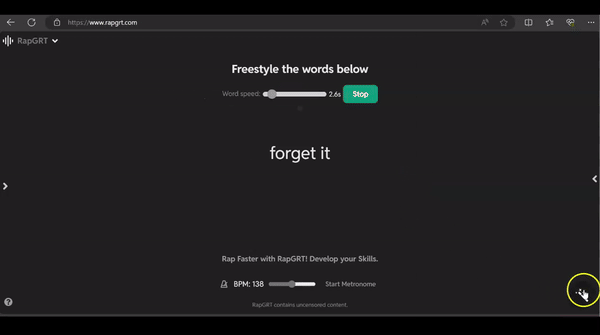 https://www.rapgrt.com
RapGRT
Freestyle the words below
Word speed: 2.6s Stop
forget it
Rap Faster with RapGRT! Develop your Skills.
BPM: 138 Start Metronome
RapGRT contains uncensored content.